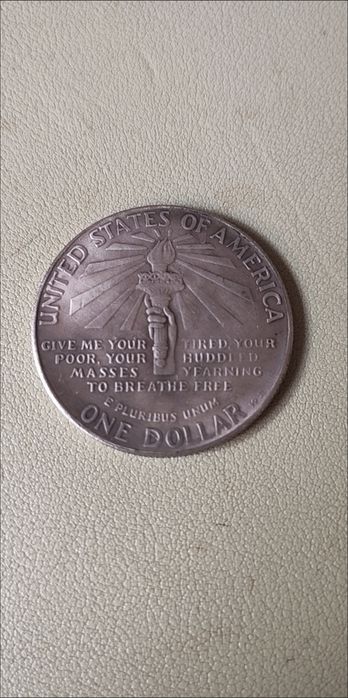 UNITED STATES OF AMERICA
GIVE ME YOUR TIRED, YOUR
POOR, YOUR HUDDLED
MASSES YEARNING
TO BREATHE FREE
E PLURIBUS UNUM
ONE DOLLAR